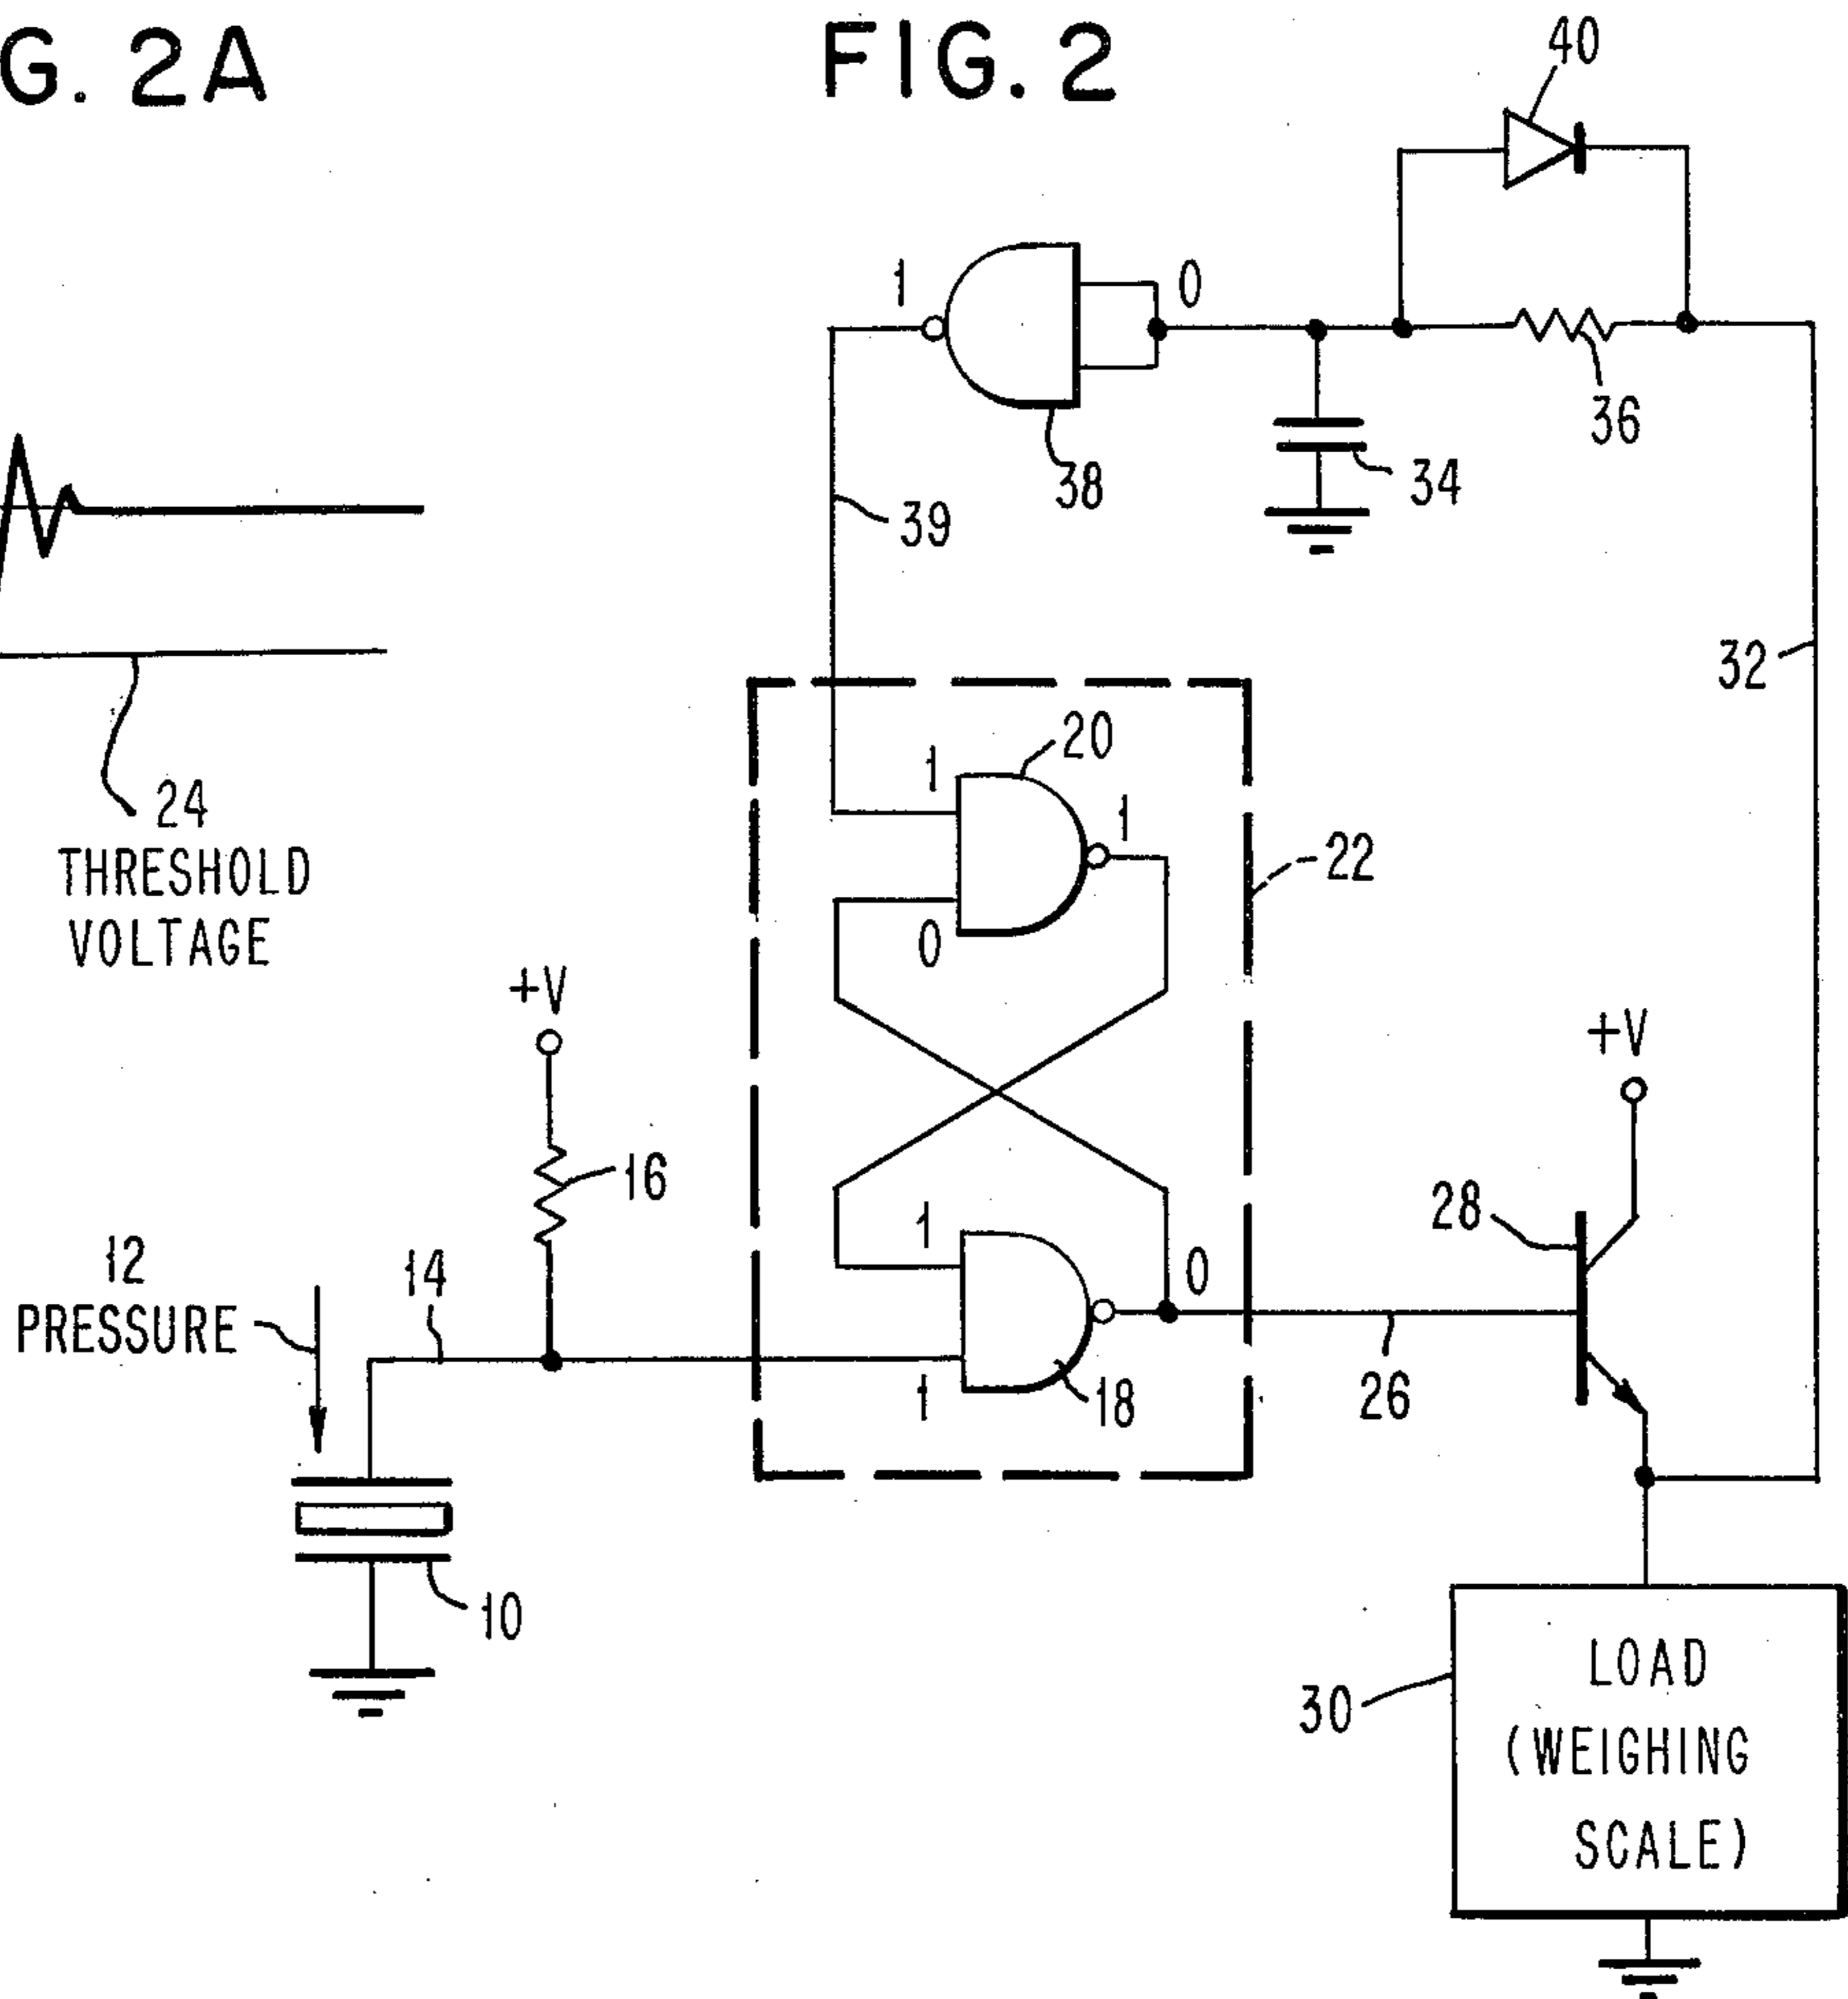 G. 2A
FIG. 2
40
1
0
36
38
34
39
32
20
1
1
22
24
THRESHOLD
VOLTAGE
0
+V
+V
16
28
12
PRESSURE
14
1
0
26
1
18
10
30
LOAD
(WEIGHING
SCALE)